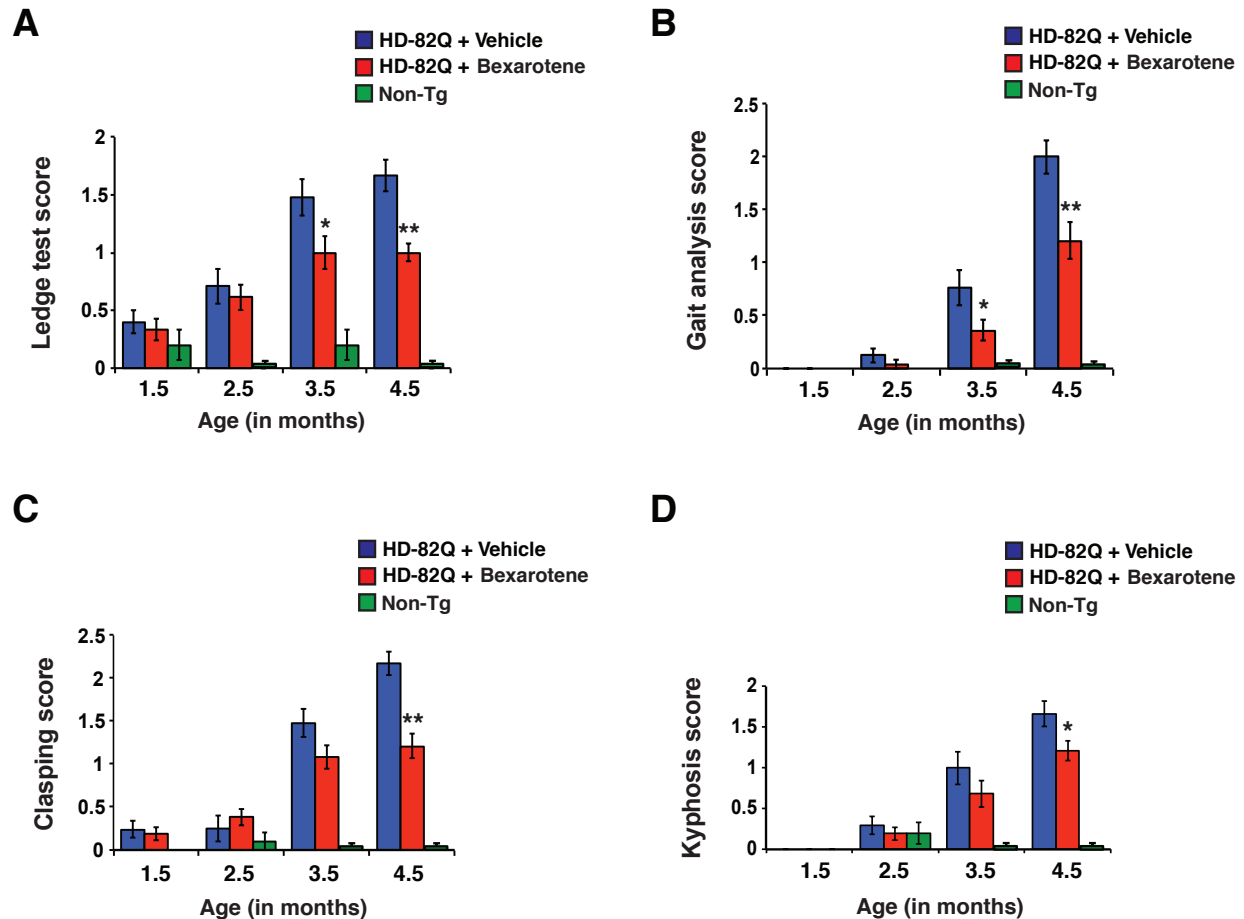 A
HD-82Q + Vehicle
HD-82Q + Bexarotene
Non-Tg
2
1.5
1
0.5
0
Ledge test score
*
**
1.5 2.5 3.5 4.5
Age (in months)
B
HD-82Q + Vehicle
HD-82Q + Bexarotene
Non-Tg
2.5
2
1.5
1
0.5
0
Gait analysis score
*
**
1.5 2.5 3.5 4.5
Age (in months)
C
HD-82Q + Vehicle
HD-82Q + Bexarotene
Non-Tg
2.5
2
1.5
1
0.5
0
Clasping score
**
1.5 2.5 3.5 4.5
Age (in months)
D
HD-82Q + Vehicle
HD-82Q + Bexarotene
Non-Tg
2
1.5
1
0.5
0
Kyphosis score
*
1.5 2.5 3.5 4.5
Age (in months)